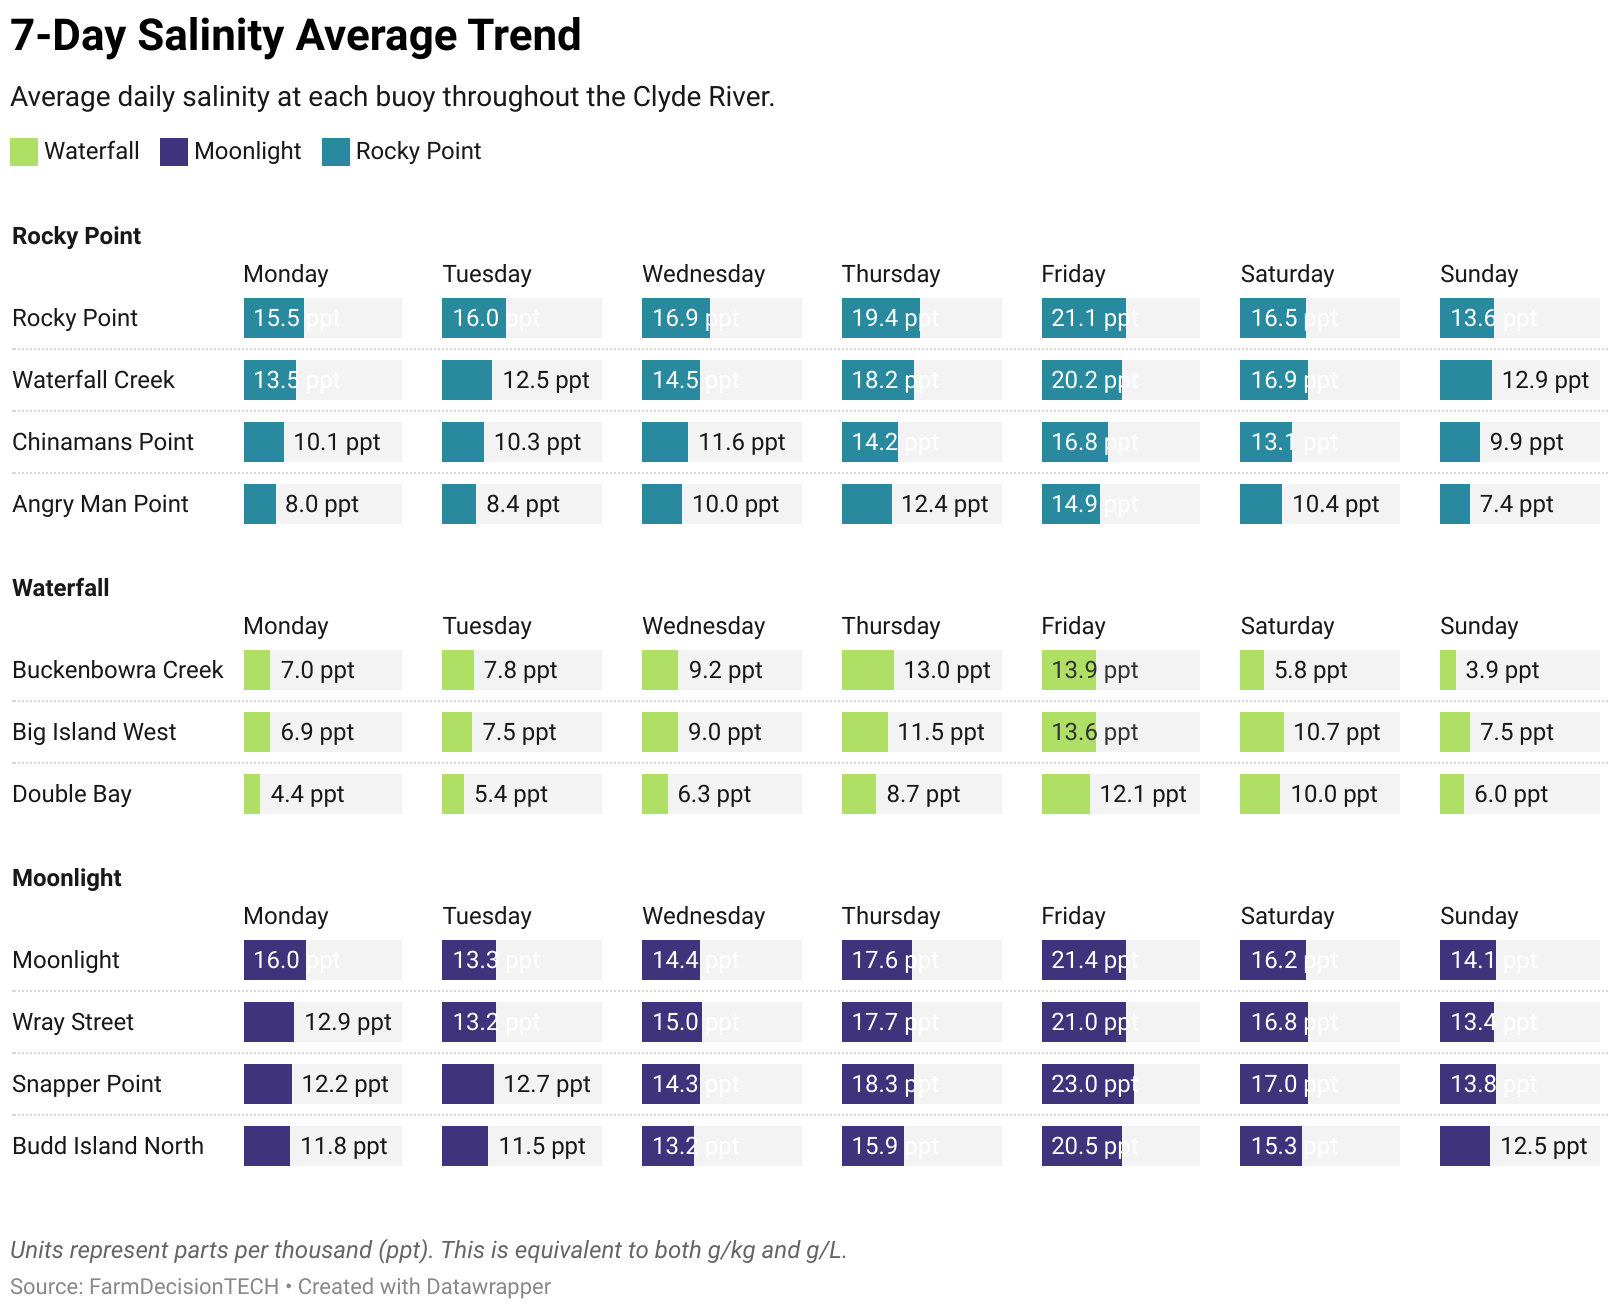 7-Day Salinity Average Trend
Average daily salinity at each buoy throughout the Clyde River.
Waterfall Moonlight Rocky Point
Rocky Point
Monday Tuesday Wednesday Thursday Friday Saturday Sunday
Rocky Point 15.5 ppt 16.0 ppt 16.9 ppt 19.4 ppt 21.1 ppt 16.5 ppt 13.6 ppt
Waterfall Creek 13.5 ppt 12.5 ppt 14.5 ppt 18.2 ppt 20.2 ppt 16.9 ppt 12.9 ppt
Chinamans Point 10.1 ppt 10.3 ppt 11.6 ppt 14.2 ppt 16.8 ppt 13.1 ppt 9.9 ppt
Angry Man Point 8.0 ppt 8.4 ppt 10.0 ppt 12.4 ppt 14.9 ppt 10.4 ppt 7.4 ppt
Waterfall
Monday Tuesday Wednesday Thursday Friday Saturday Sunday
Buckenbowra Creek 7.0 ppt 7.8 ppt 9.2 ppt 13.0 ppt 13.9 ppt 5.8 ppt 3.9 ppt
Big Island West 6.9 ppt 7.5 ppt 9.0 ppt 11.5 ppt 13.6 ppt 10.7 ppt 7.5 ppt
Double Bay 4.4 ppt 5.4 ppt 6.3 ppt 8.7 ppt 12.1 ppt 10.0 ppt 6.0 ppt
Moonlight
Monday Tuesday Wednesday Thursday Friday Saturday Sunday
Moonlight 16.0 ppt 13.3 ppt 14.4 ppt 17.6 ppt 21.4 ppt 16.2 ppt 14.1 ppt
Wray Street 12.9 ppt 13.2 ppt 15.0 ppt 17.7 ppt 21.0 ppt 16.8 ppt 13.4 ppt
Snapper Point 12.2 ppt 12.7 ppt 14.3 ppt 18.3 ppt 23.0 ppt 17.0 ppt 13.8 ppt
Budd Island North 11.8 ppt 11.5 ppt 13.2 ppt 15.9 ppt 20.5 ppt 15.3 ppt 12.5 ppt
Units represent parts per thousand (ppt). This is equivalent to both g/kg and g/L.
Source: FarmDecisionTECH • Created with Datawrapper